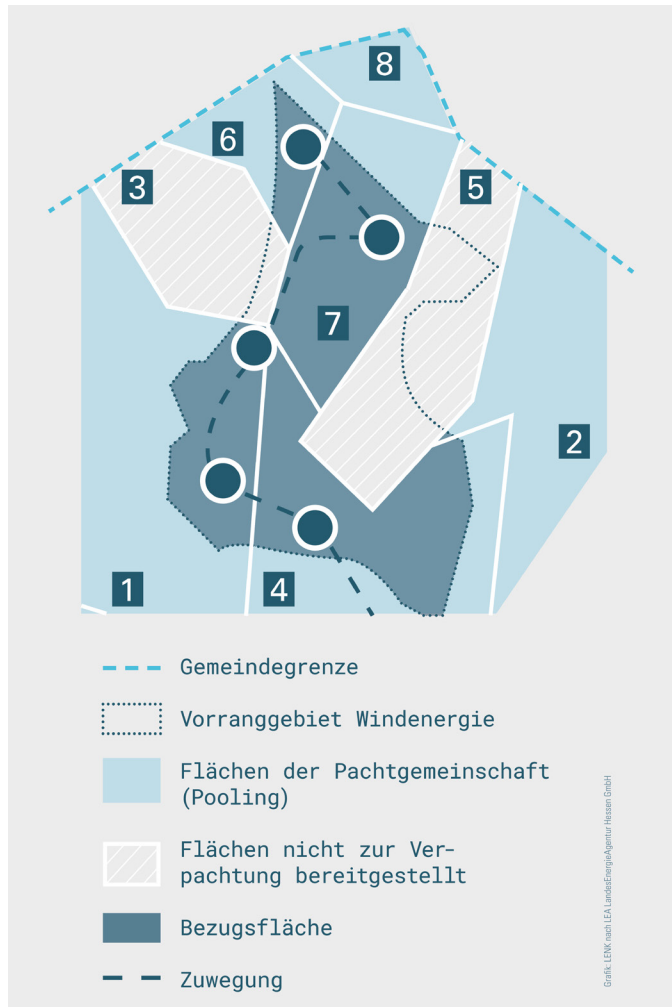 8
6
3
5
7
2
1
4
Gemeindegrenze
Vorranggebiet Windenergie
Flächen der Pachtgemeinschaft
(Pooling)
Flächen nicht zur Ver-
pachtung bereitgestellt
Bezugsfläche
Zuwegung
Grafik: LENK nach LEA LandesEnergieAgentur Hessen GmbH